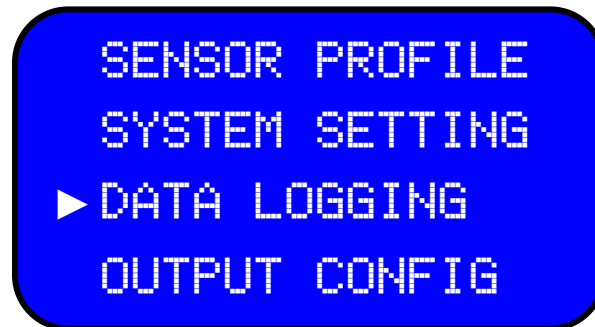 SENSOR PROFILE
SYSTEM SETTING
►DATA LOGGING
OUTPUT CONFIG